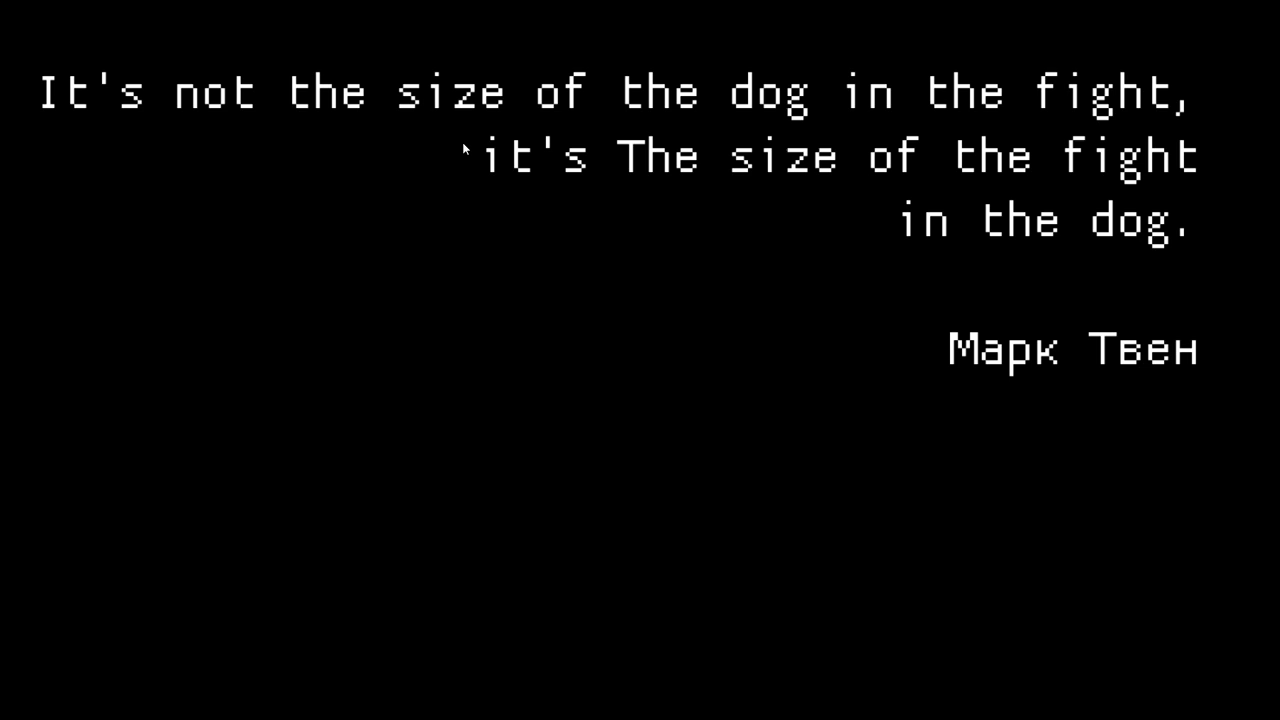 It's not the size of the dog in the fight,
it's The size of the fight
in the dog.
Марк Твен